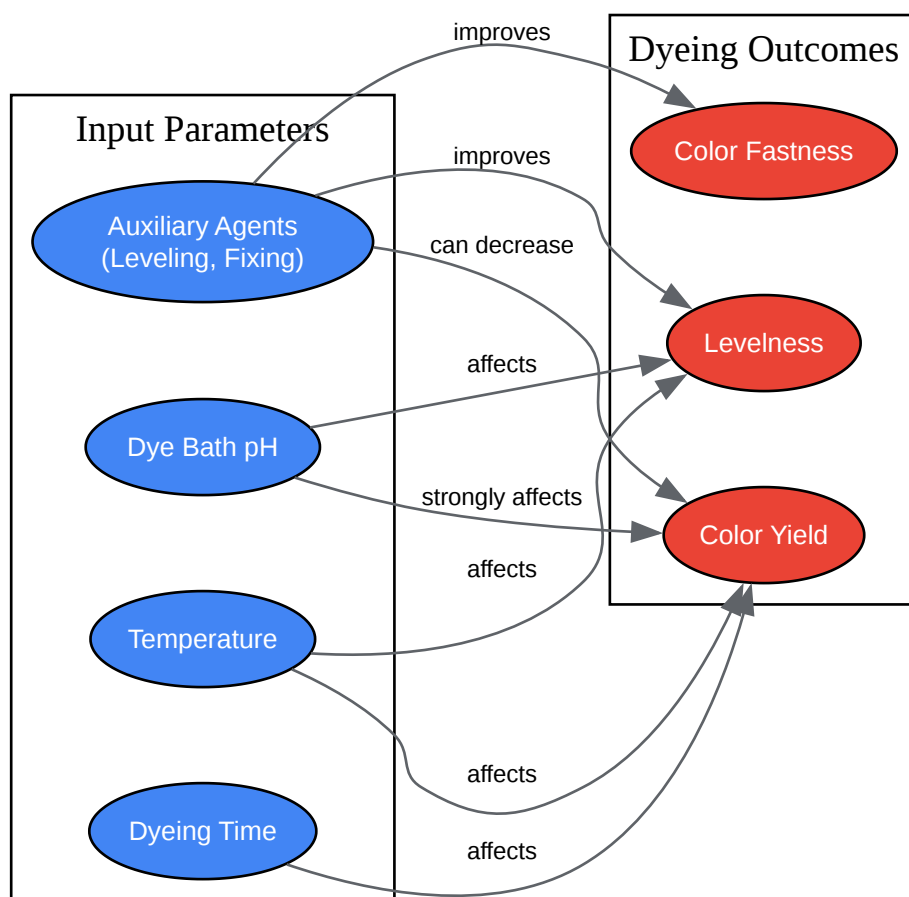 Input Parameters
Auxiliary Agents
(Leveling, Fixing)
Dye Bath pH
Temperature
Dyeing Time
improves
improves
can decrease
affects
strongly affects
affects
affects
affects
Dyeing Outcomes
Color Fastness
Levelness
Color Yield